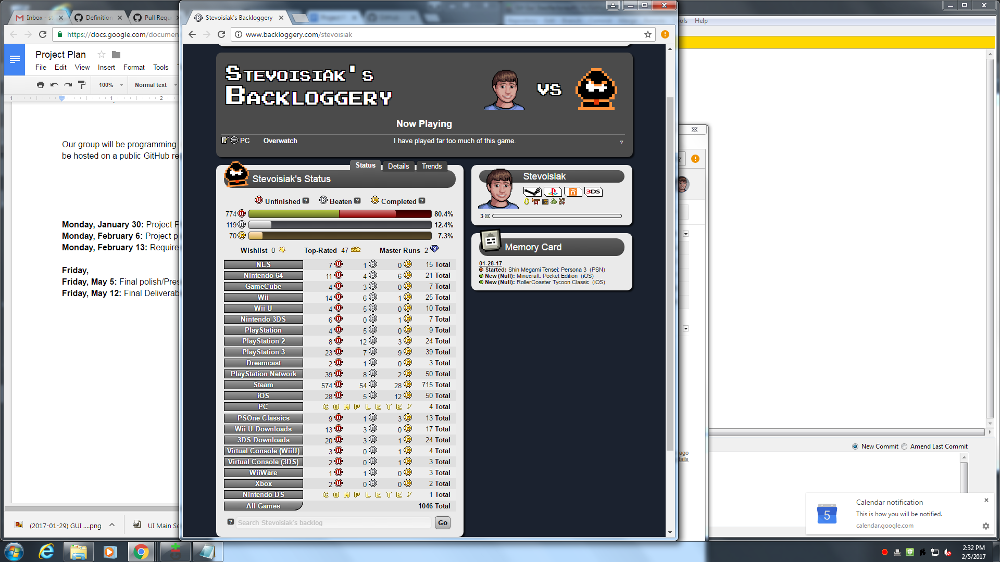 Inbox - s
Definition
Pull Requ
Stevoisiak's Backloggery
https://docs.google.com/documen
www.backloggery.com/stevoisiak
Help
Project Plan
File Edit View Insert Format Tools
100% Normal text
1 1 2
Our group will be programming
be hosted on a public GitHub re
Monday, January 30: Project P
Monday, February 6: Project p
Monday, February 13: Require
Friday,
Friday, May 5: Final polish/Pres
Friday, May 12: Final Deliverab
STEVOISIAK'S
BACKLOGGERY
VS
Now Playing
PC Overwatch I have played far too much of this game.
Status Details Trends
Stevoisiak's Status
U Unfinished ? B Beaten ? C Completed ?
774 U 80.4%
119 B 12.4%
70 C 7.3%
Wishlist 0 Top-Rated 47 Master Runs 2
NES 7 U 1 B 0 C 15 Total
Nintendo 64 11 U 4 B 6 C 21 Total
GameCube 4 U 3 B 0 C 7 Total
Wii 14 U 6 B 1 C 25 Total
Wii U 4 U 5 B 0 C 10 Total
Nintendo 3DS 6 U 0 B 1 C 7 Total
PlayStation 4 U 5 B 0 C 9 Total
PlayStation 2 8 U 12 B 3 C 24 Total
PlayStation 3 23 U 7 B 9 C 39 Total
Dreamcast 2 U 1 B 0 C 3 Total
PlayStation Network 39 U 8 B 2 C 50 Total
Steam 574 U 54 B 28 C 715 Total
iOS 28 U 5 B 12 C 50 Total
PC COMPLETE! 4 Total
PSOne Classics 9 U 1 B 3 C 13 Total
Wii U Downloads 13 U 3 B 0 C 17 Total
3DS Downloads 20 U 3 B 1 C 24 Total
Virtual Console (WiiU) 3 U 0 B 1 C 4 Total
Virtual Console (3DS) 2 U 0 B 1 C 3 Total
WiiWare 1 U 1 B 0 C 3 Total
Xbox 2 U 0 B 0 C 2 Total
Nintendo DS COMPLETE! 1 Total
All Games 1046 Total
? Search Stevoisiak's backlog Go
Stevoisiak
3DS
3
Memory Card
01-28-17
Started: Shin Megami Tensei: Persona 3 (PSN)
New (Null): Minecraft: Pocket Edition (iOS)
New (Null): RollerCoaster Tycoon Classic (iOS)
New Commit Amend Last Commit
ago
tails
Calendar notification
5
This is how you will be notified.
calendar.google.com
(2017-01-29) GUI ....png
UI Main Sc
2:32 PM
2/5/2017